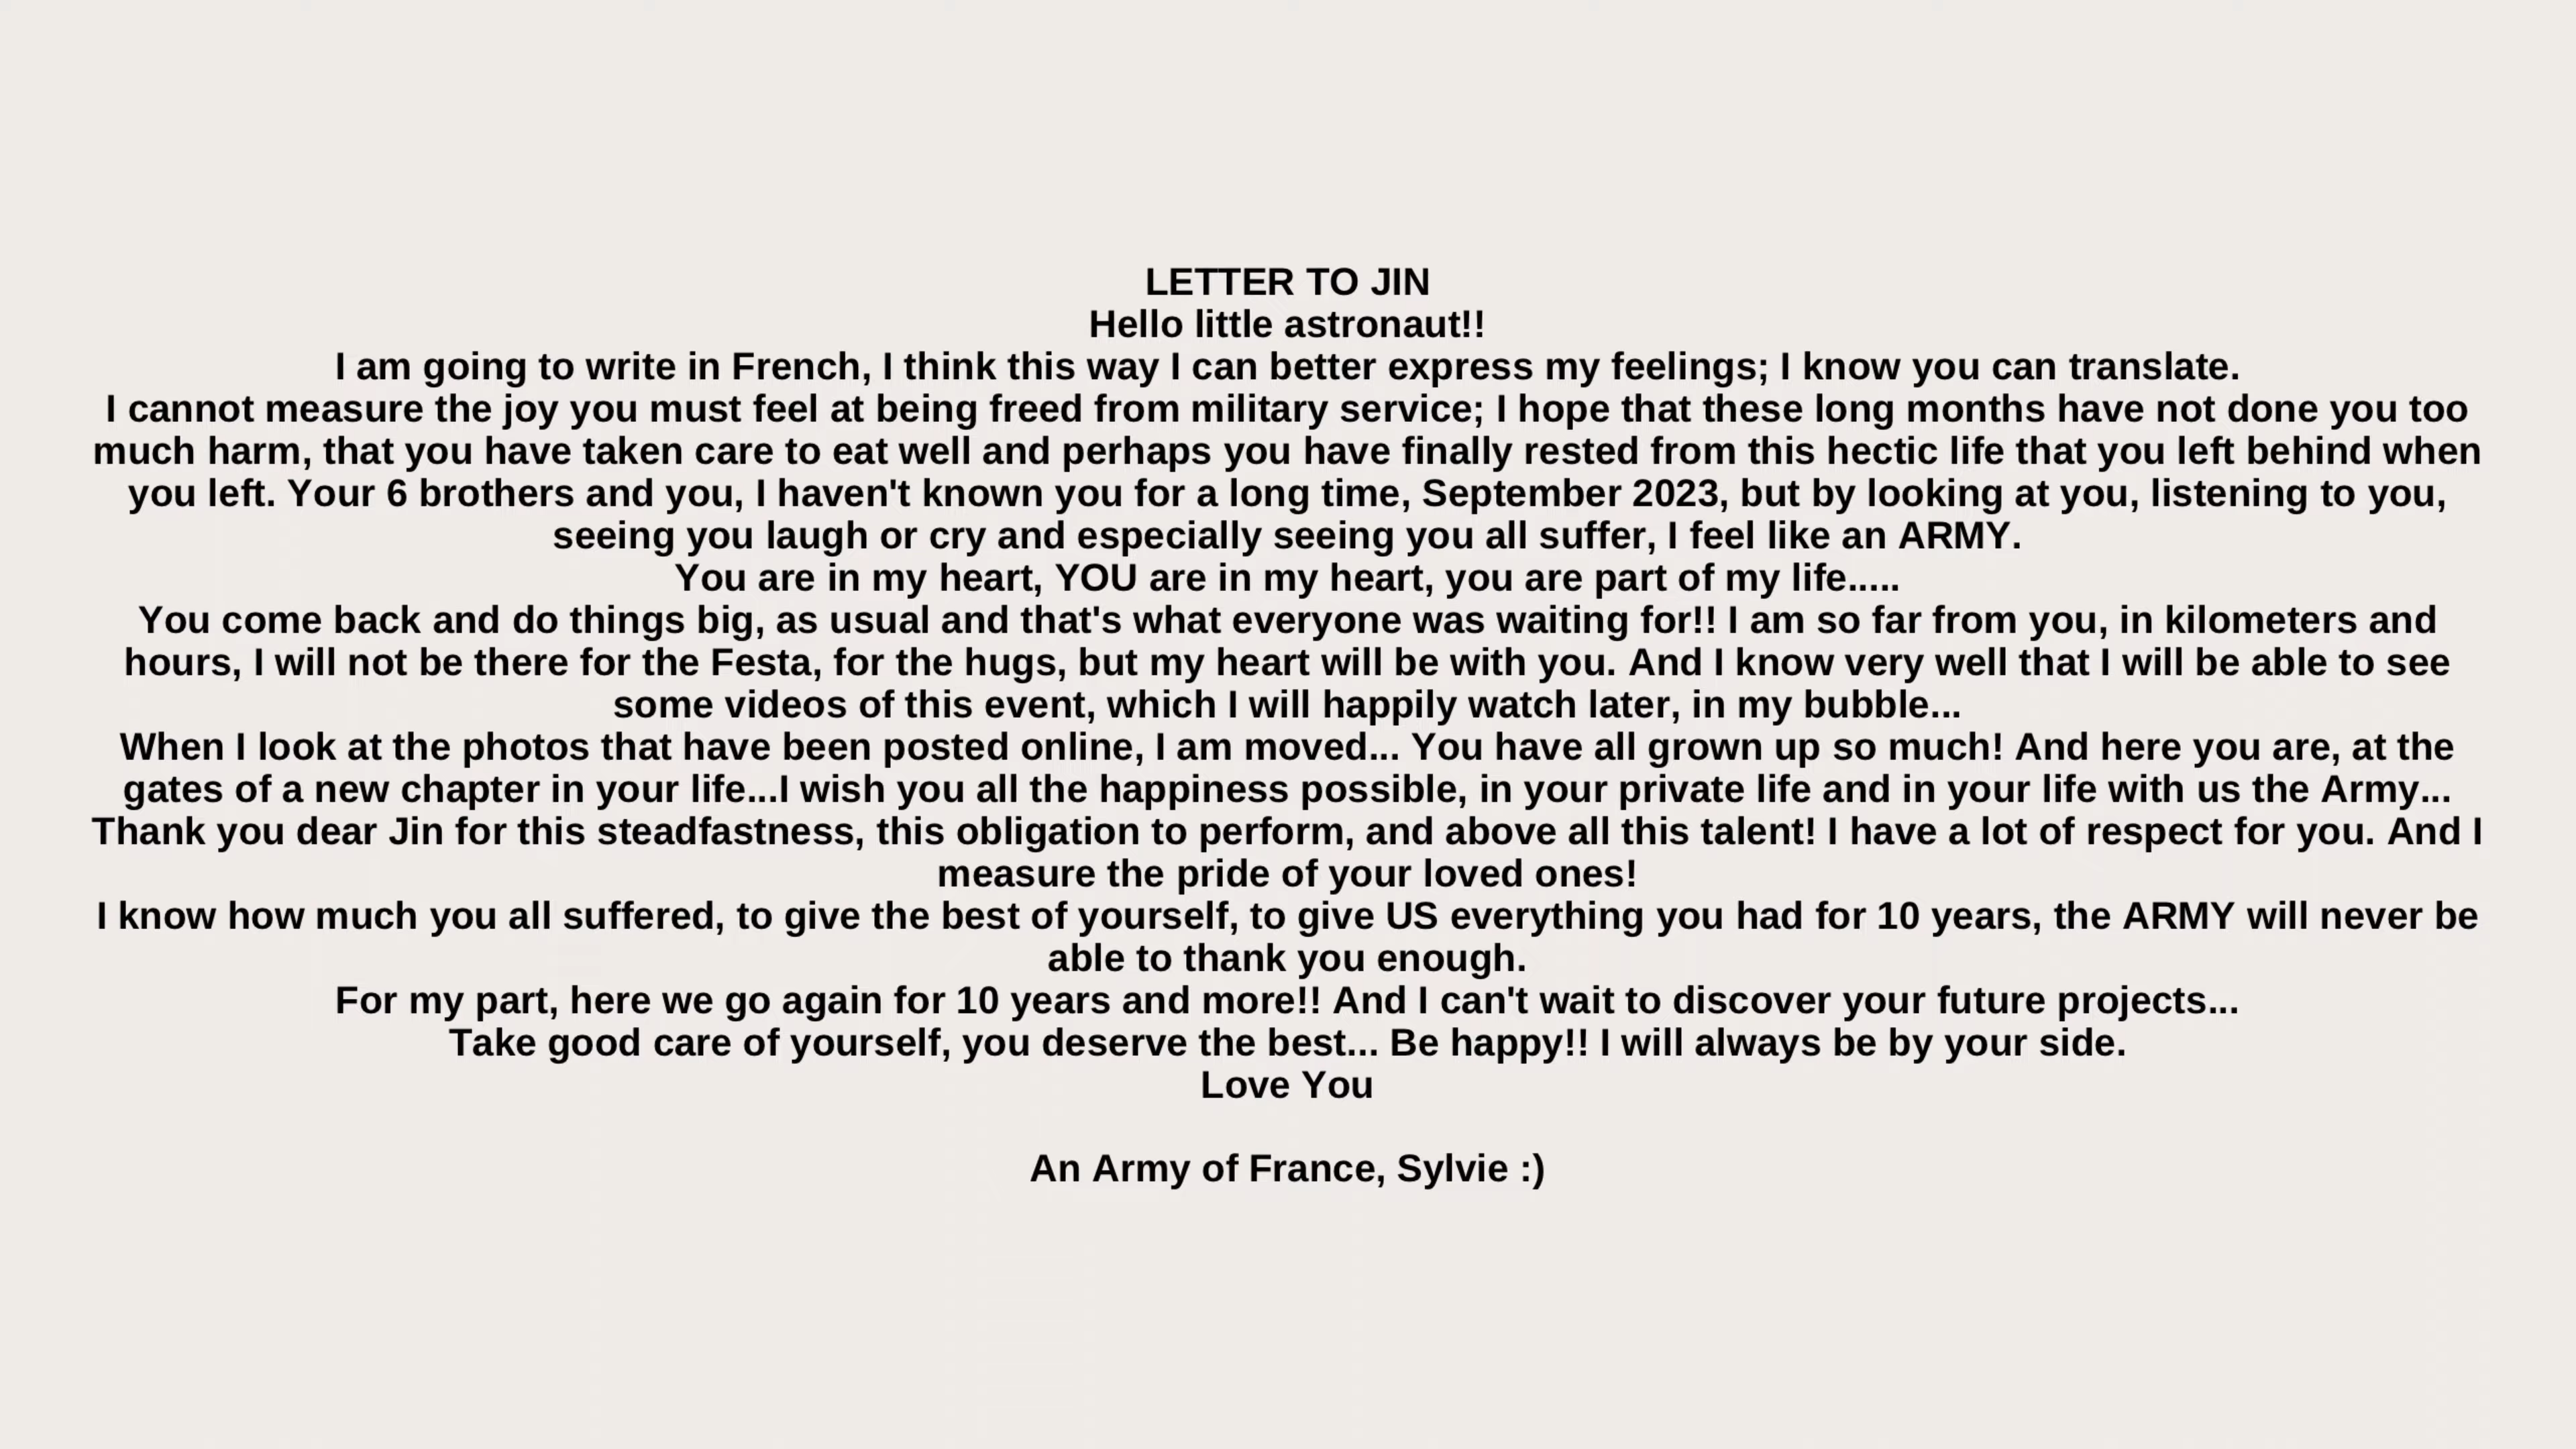 LETTER TO JIN
Hello little astronaut!!
I am going to write in French, I think this way I can better express my feelings; I know you can translate.
I cannot measure the joy you must feel at being freed from military service; I hope that these long months have not done you too
much harm, that you have taken care to eat well and perhaps you have finally rested from this hectic life that you left behind when
you left. Your 6 brothers and you, I haven't known you for a long time, September 2023, but by looking at you, listening to you,
seeing you laugh or cry and especially seeing you all suffer, I feel like an ARMY.
You are in my heart, YOU are in my heart, you are part of my life.....
You come back and do things big, as usual and that's what everyone was waiting for!! I am so far from you, in kilometers and
hours, I will not be there for the Festa, for the hugs, but my heart will be with you. And I know very well that I will be able to see
some videos of this event, which I will happily watch later, in my bubble...
When I look at the photos that have been posted online, I am moved... You have all grown up so much! And here you are, at the
gates of a new chapter in your life...I wish you all the happiness possible, in your private life and in your life with us the Army...
Thank you dear Jin for this steadfastness, this obligation to perform, and above all this talent! I have a lot of respect for you. And I
measure the pride of your loved ones!
I know how much you all suffered, to give the best of yourself, to give US everything you had for 10 years, the ARMY will never be
able to thank you enough.
For my part, here we go again for 10 years and more!! And I can't wait to discover your future projects...
Take good care of yourself, you deserve the best... Be happy!! I will always be by your side.
Love You
An Army of France, Sylvie :)